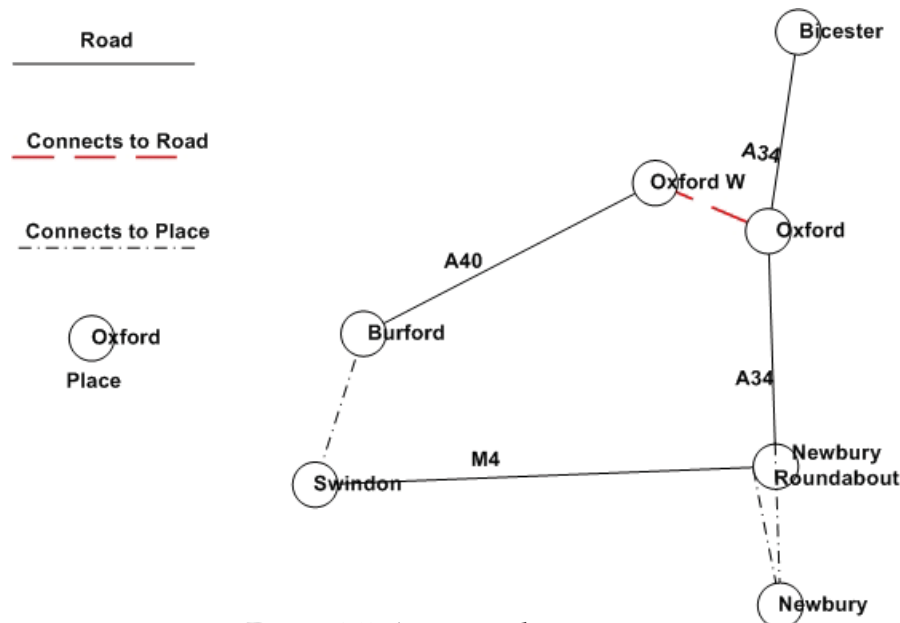 Road
Connects to Road
Connects to Place
Oxford
Place
Bicester
A34
Oxford W
Oxford
A40
Burford
A34
M4
Swindon
Newbury
Roundabout
Newbury